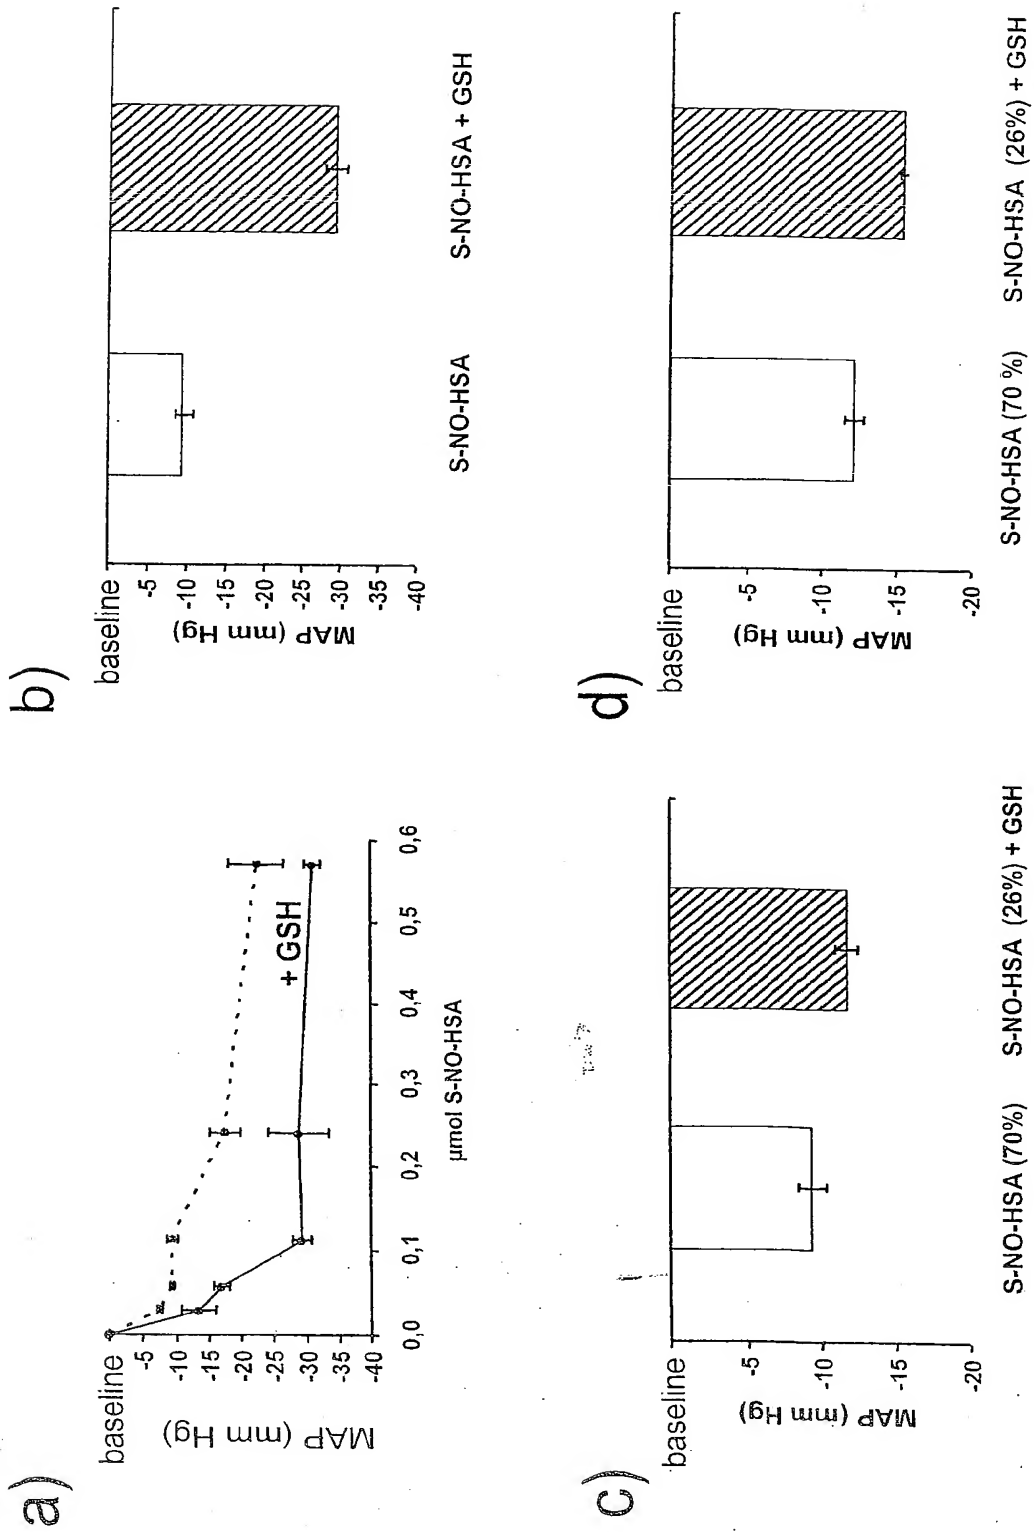 a)
baseline
-5
-10
-15
-20
-25
-30
-35
-40
MAP (mm Hg)
+ GSH
0,0
0,1
0,2
0,3
0,4
0,5
0,6
µmol S-NO-HSA
b)
baseline
-5
-10
-15
-20
-25
-30
-35
-40
MAP (mm Hg)
S-NO-HSA
S-NO-HSA + GSH
c)
baseline
-5
-10
-15
-20
MAP (mm Hg)
S-NO-HSA (70%)
S-NO-HSA (26%) + GSH
d)
baseline
-5
-10
-15
-20
MAP (mm Hg)
S-NO-HSA (70 %)
S-NO-HSA (26%) + GSH